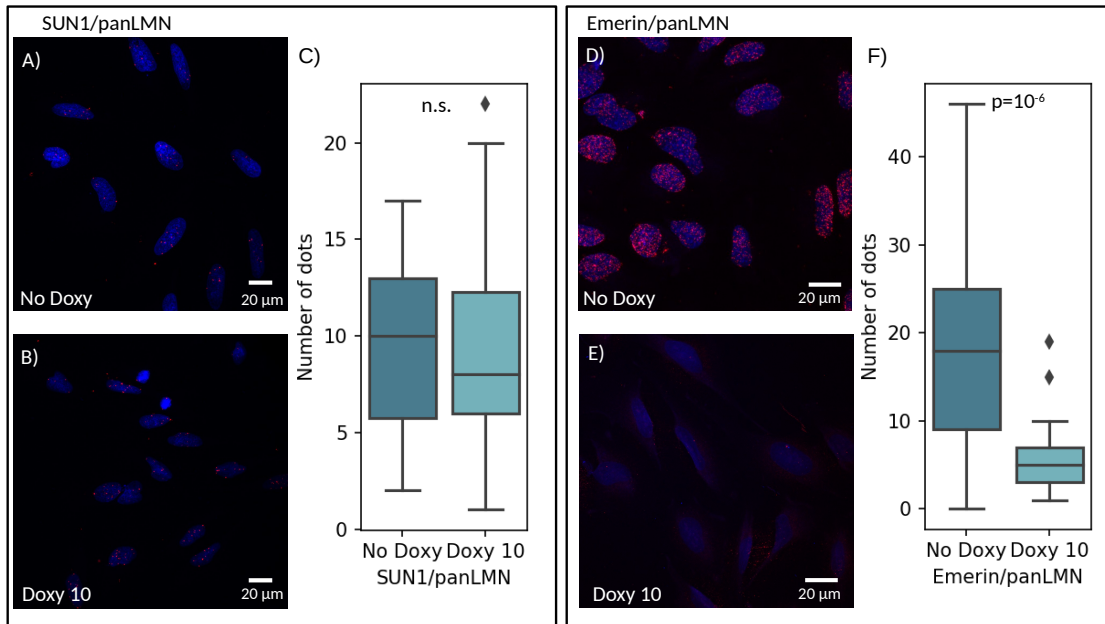 SUN1/panLMN
A)
No Doxy
20 µm
B)
Doxy 10
20 µm
C)
n.s.
Number of dots
20
15
10
5
0
No Doxy Doxy 10
SUN1/panLMN
Emerin/panLMN
D)
No Doxy
20 µm
E)
Doxy 10
20 µm
F)
p=10⁻⁶
Number of dots
40
30
20
10
0
No Doxy Doxy 10
Emerin/panLMN